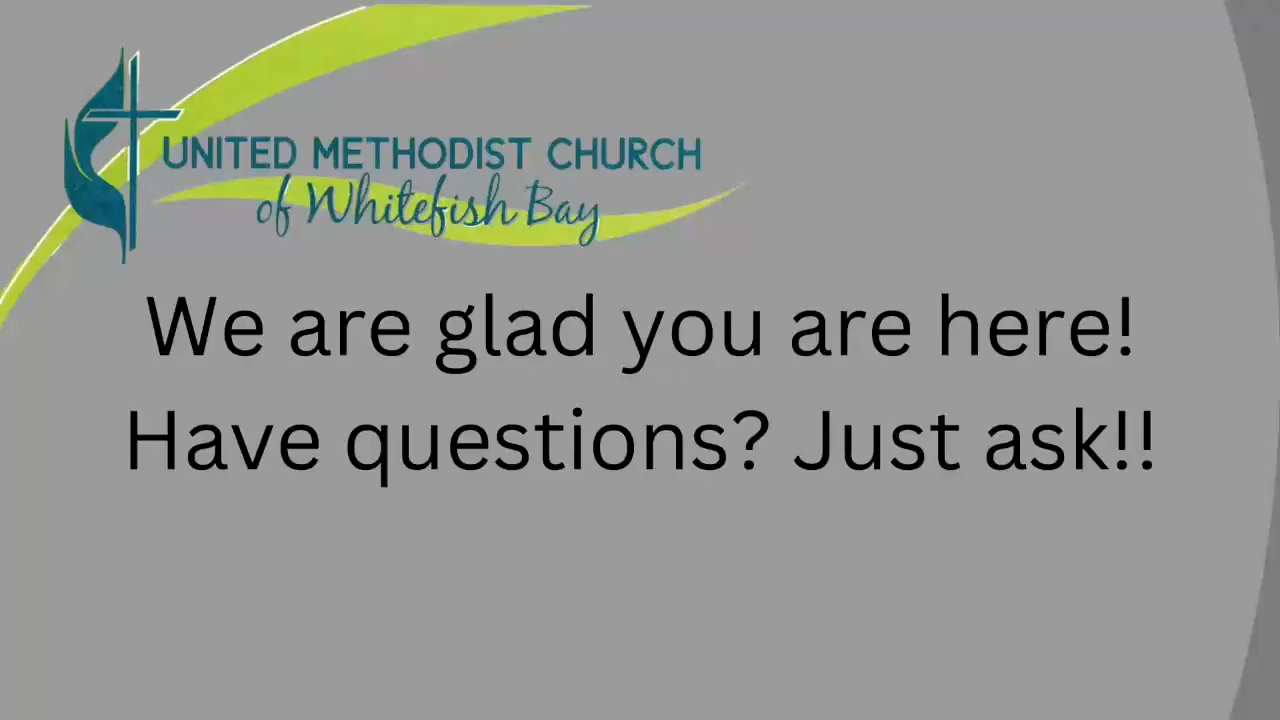 UNITED METHODIST CHURCH
of Whitefish Bay
We are glad you are here!
Have questions? Just ask!!